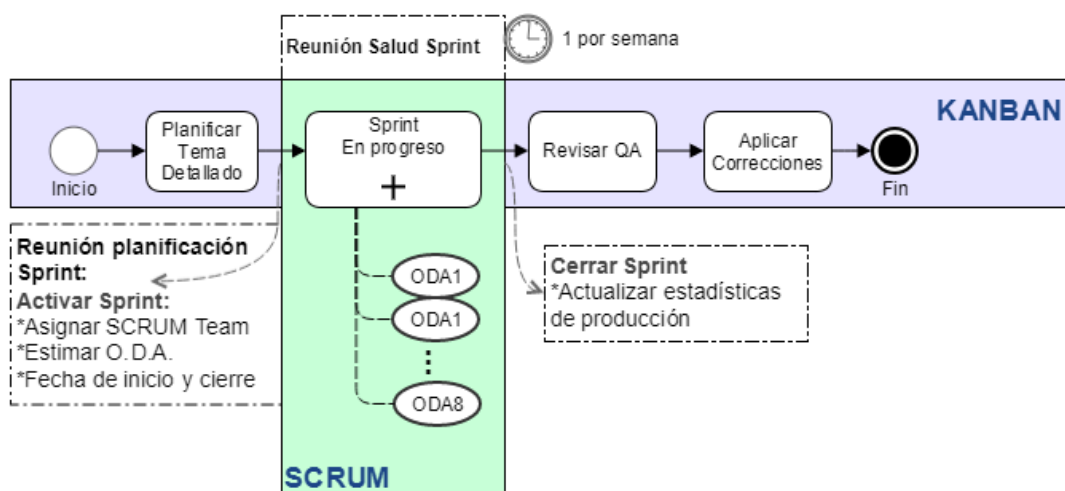 Reunión Salud Sprint
1 por semana
KANBAN
Inicio
Planificar
Tema
Detallado
Sprint
En progreso
Revisar QA
Aplicar
Correcciones
Fin
Reunión planificación
Sprint:
Activar Sprint:
*Asignar SCRUM Team
*Estimar O.D.A.
*Fecha de inicio y cierre
ODA1
ODA1
ODA8
Cerrar Sprint
*Actualizar estadísticas
de producción
SCRUM